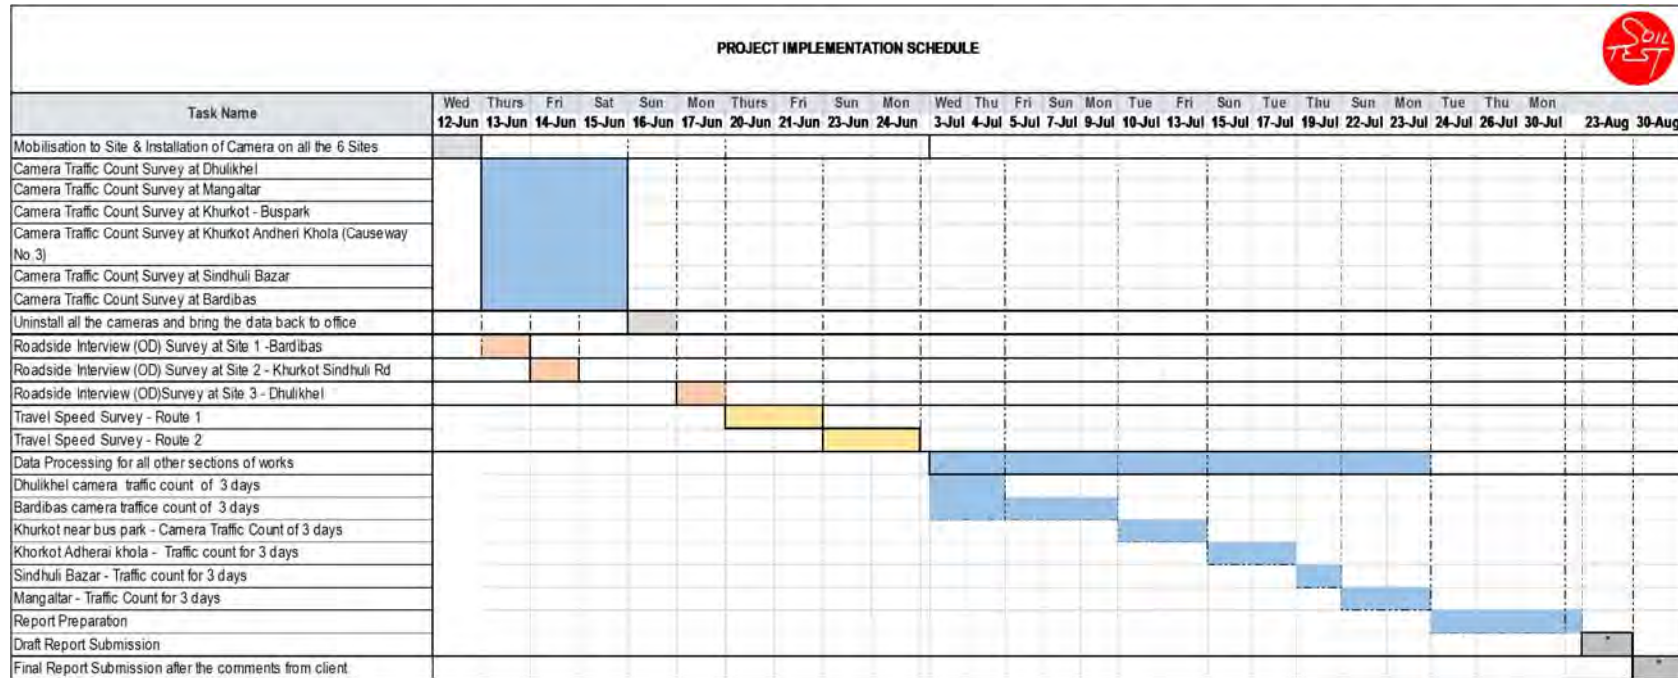 PROJECT IMPLEMENTATION SCHEDULE
SOIL
TEST
Task Name
Wed Thurs Fri Sat Sun Mon Thurs Fri Sun Mon Wed Thu Fri Sun Mon Tue Fri Sun Tue Thu Sun Mon Tue Thu Mon
12-Jun 13-Jun 14-Jun 15-Jun 16-Jun 17-Jun 20-Jun 21-Jun 23-Jun 24-Jun 3-Jul 4-Jul 5-Jul 7-Jul 9-Jul 10-Jul 13-Jul 15-Jul 17-Jul 19-Jul 22-Jul 23-Jul 24-Jul 26-Jul 30-Jul 23-Aug 30-Aug
Mobilisation to Site & Installation of Camera on all the 6 Sites
Camera Traffic Count Survey at Dhulikhel
Camera Traffic Count Survey at Mangaltar
Camera Traffic Count Survey at Khurkot - Buspark
Camera Traffic Count Survey at Khurkot Andheri Khola (Causeway
No 3)
Camera Traffic Count Survey at Sindhuli Bazar
Camera Traffic Count Survey at Bardibas
Uninstall all the cameras and bring the data back to office
Roadside Interview (OD) Survey at Site 1 -Bardibas
Roadside Interview (OD) Survey at Site 2 - Khurkot Sindhuli Rd
Roadside Interview (OD)Survey at Site 3 - Dhulikhel
Travel Speed Survey - Route 1
Travel Speed Survey - Route 2
Data Processing for all other sections of works
Dhulikhel camera traffic count of 3 days
Bardibas camera traffice count of 3 days
Khurkot near bus park - Camera Traffic Count of 3 days
Khorkot Adherai khola - Traffic count for 3 days
Sindhuli Bazar - Traffic count for 3 days
Mangaltar - Traffic Count for 3 days
Report Preparation
Draft Report Submission *
Final Report Submission after the comments from client *